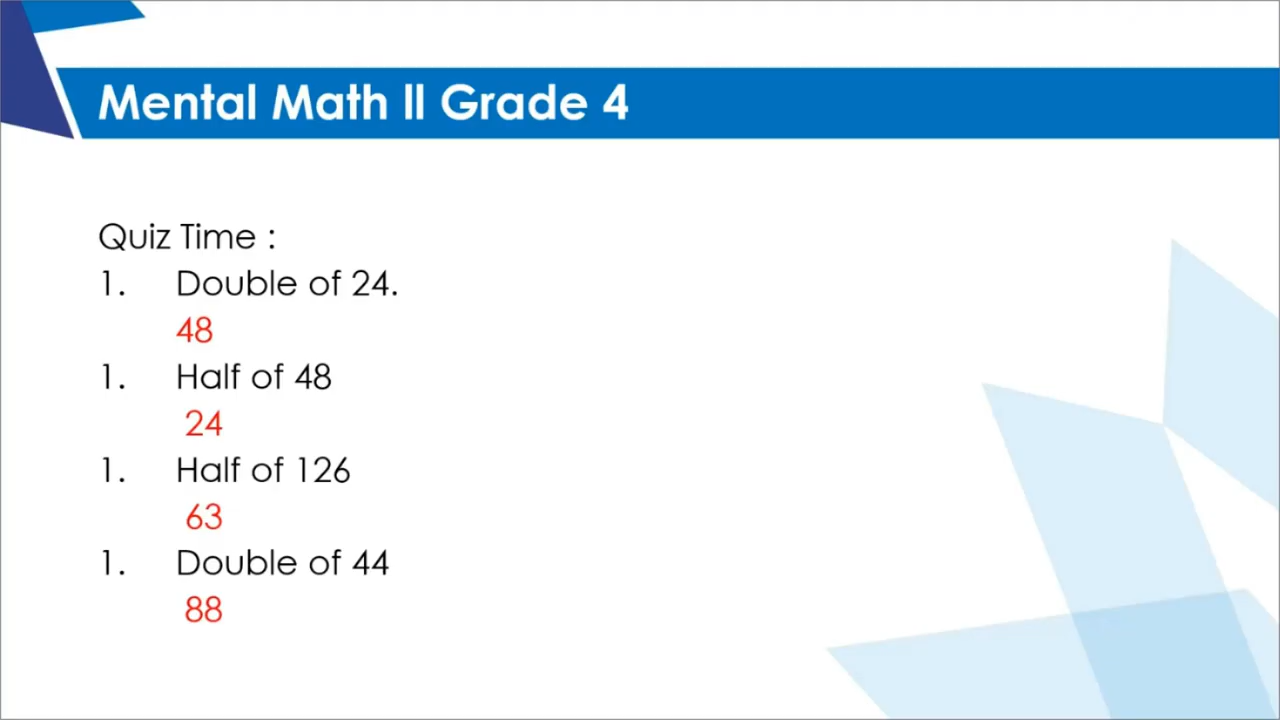 Mental Math ll Grade 4
Quiz Time :
1. Double of 24.
48
1. Half of 48
24
1. Half of 126
63
1. Double of 44
88